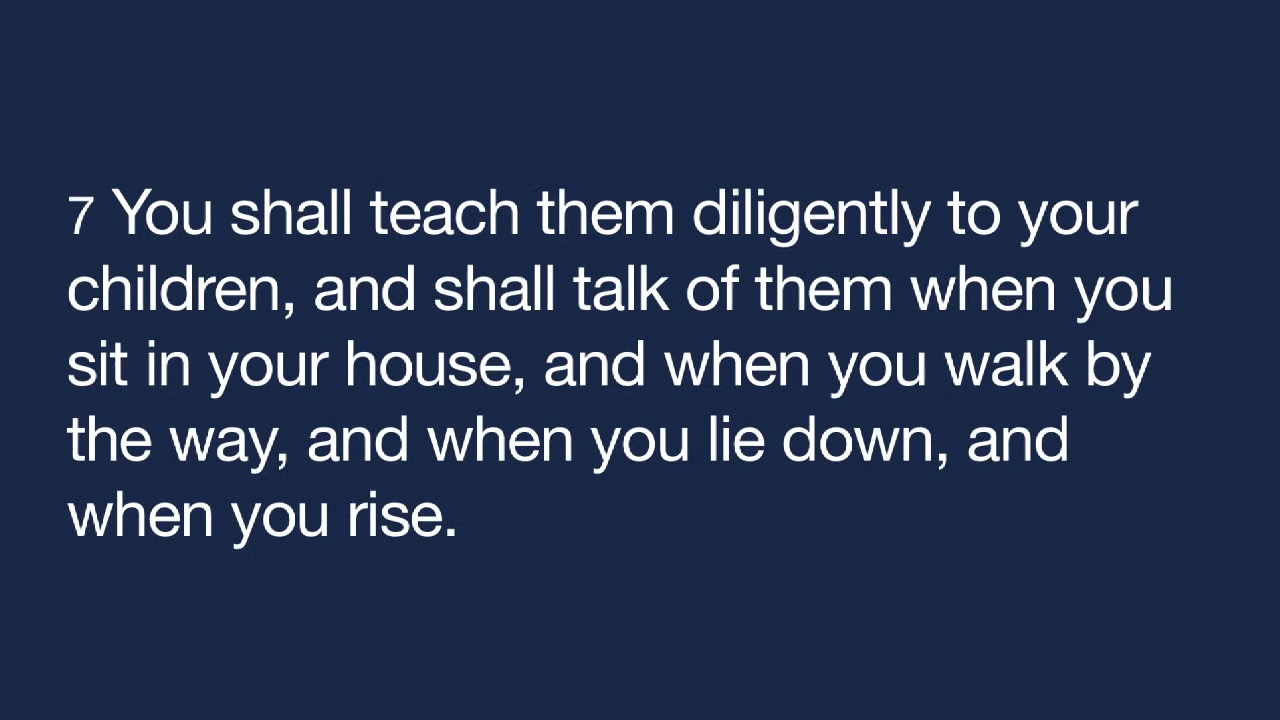 7 You shall teach them diligently to your
children, and shall talk of them when you
sit in your house, and when you walk by
the way, and when you lie down, and
when you rise.